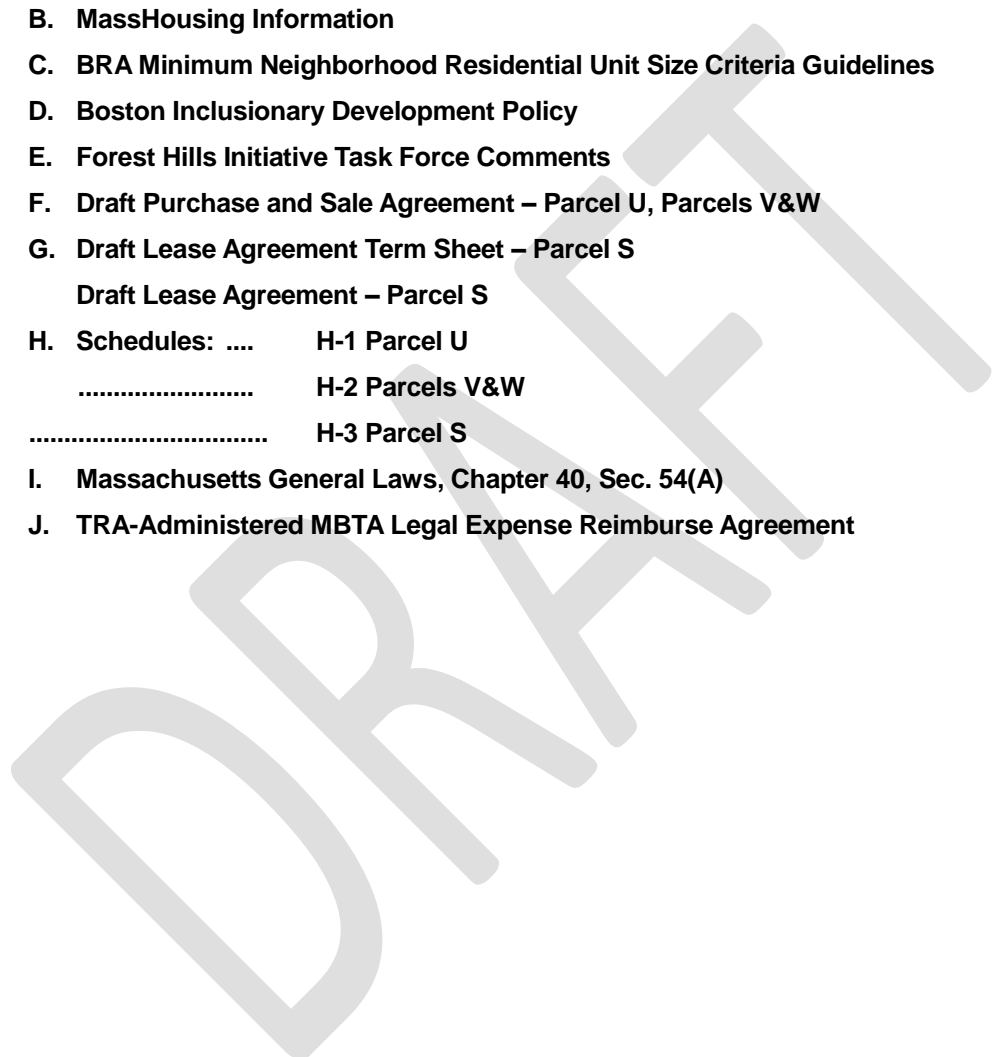 B. MassHousing Information
C. BRA Minimum Neighborhood Residential Unit Size Criteria Guidelines
D. Boston Inclusionary Development Policy
E. Forest Hills Initiative Task Force Comments
F. Draft Purchase and Sale Agreement – Parcel U, Parcels V&W
G. Draft Lease Agreement Term Sheet – Parcel S
Draft Lease Agreement – Parcel S
H. Schedules: .... H-1 Parcel U
......................... H-2 Parcels V&W
.................................. H-3 Parcel S
I. Massachusetts General Laws, Chapter 40, Sec. 54(A)
J. TRA-Administered MBTA Legal Expense Reimburse Agreement
DRAFT